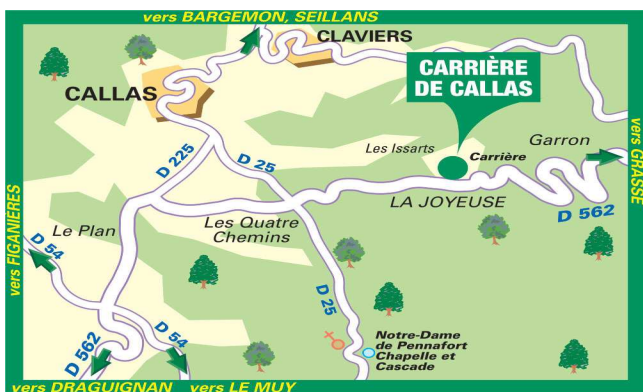 vers BARGEMON, SEILLANS
CLAVIERS
CALLAS
CARRIÈRE
DE CALLAS
Les Issarts
Carrière
Garron
vers GRASSE
D 225
D 25
LA JOYEUSE
D 562
vers FIGANIÈRES
Le Plan
D 54
Les Quatre
Chemins
D 25
D 562
D 54
Notre-Dame
de Pennafort
Chapelle et
Cascade
vers DRAGUIGNAN
vers LE MUY